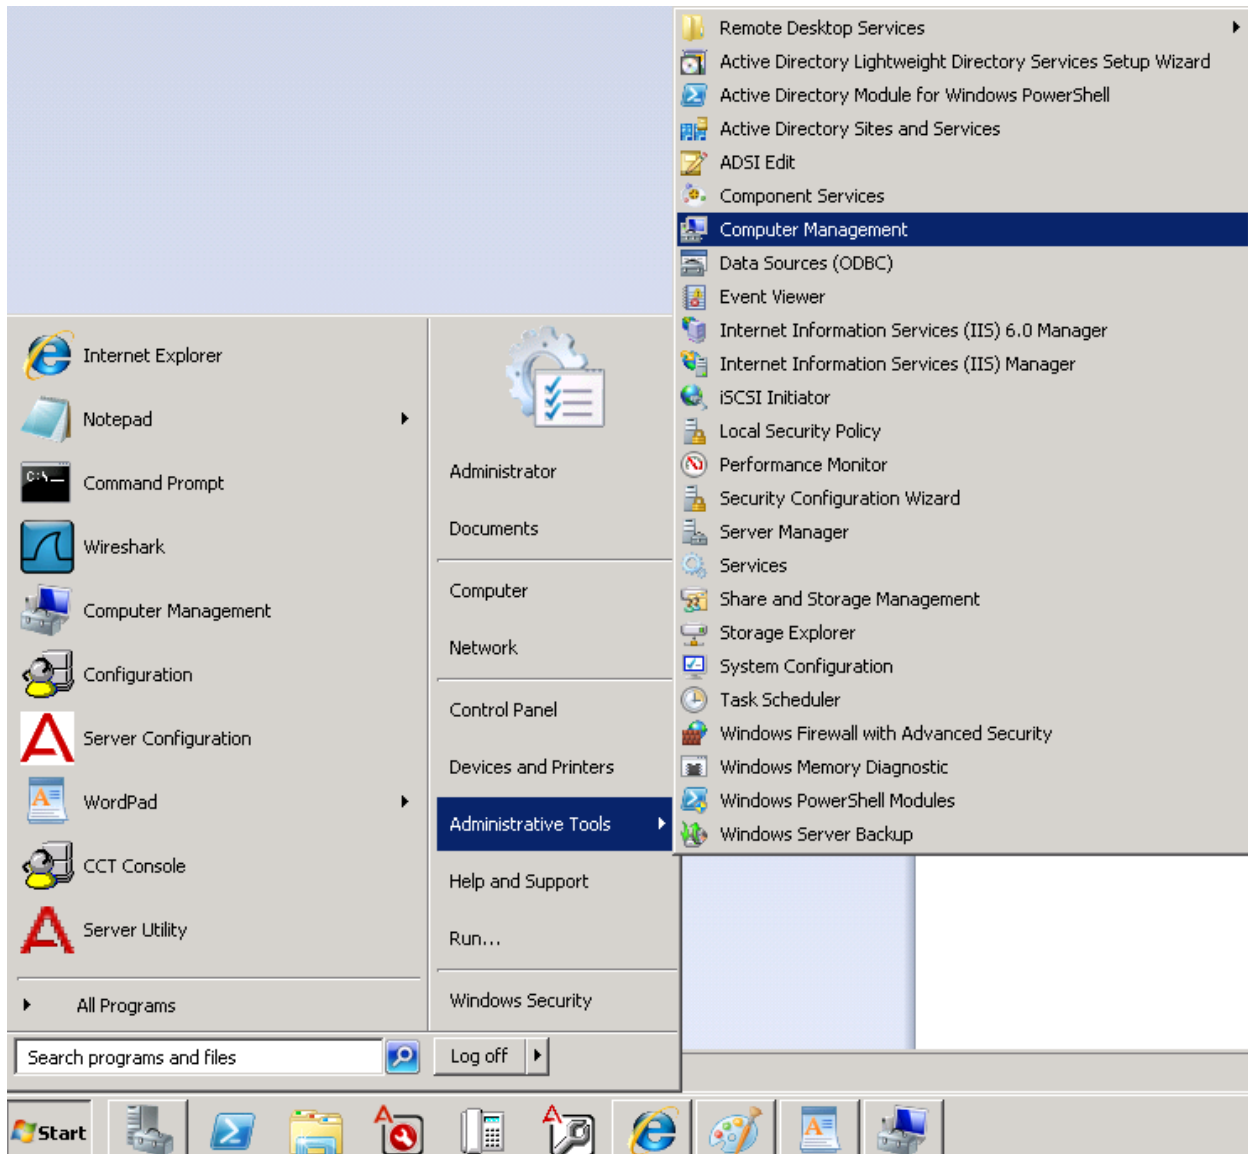 Remote Desktop Services
Active Directory Lightweight Directory Services Setup Wizard
Active Directory Module for Windows PowerShell
Active Directory Sites and Services
ADSI Edit
Component Services
Computer Management
Data Sources (ODBC)
Event Viewer
Internet Information Services (IIS) 6.0 Manager
Internet Information Services (IIS) Manager
iSCSI Initiator
Local Security Policy
Performance Monitor
Security Configuration Wizard
Server Manager
Services
Share and Storage Management
Storage Explorer
System Configuration
Task Scheduler
Windows Firewall with Advanced Security
Windows Memory Diagnostic
Windows PowerShell Modules
Windows Server Backup
Internet Explorer
Notepad
Command Prompt
Wireshark
Computer Management
Configuration
Server Configuration
WordPad
CCT Console
Server Utility
All Programs
Search programs and files
Administrator
Documents
Computer
Network
Control Panel
Devices and Printers
Administrative Tools
Help and Support
Run...
Windows Security
Log off
Start